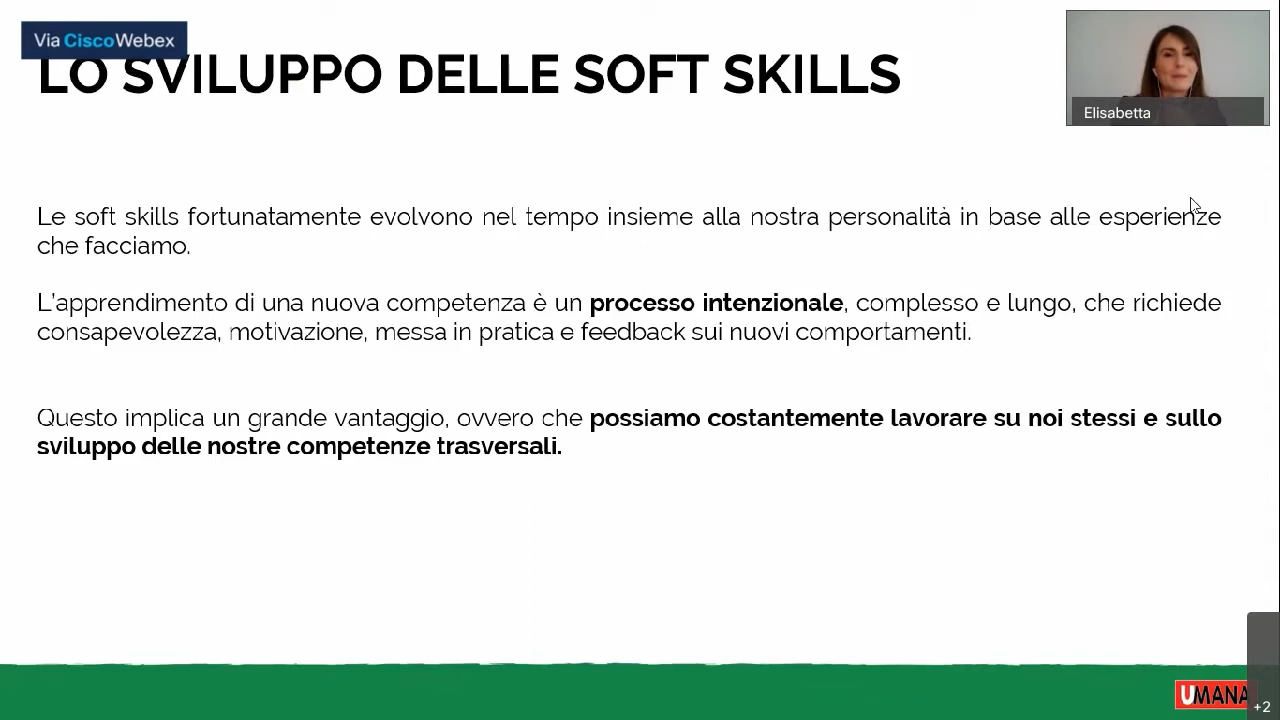 Via Cisco Webex
LO SVILUPPO DELLE SOFT SKILLS
Elisabetta
Le soft skills fortunatamente evolvono nel tempo insieme alla nostra personalità in base alle esperienze
che facciamo.
L'apprendimento di una nuova competenza è un processo intenzionale, complesso e lungo, che richiede
consapevolezza, motivazione, messa in pratica e feedback sui nuovi comportamenti.
Questo implica un grande vantaggio, ovvero che possiamo costantemente lavorare su noi stessi e sullo
sviluppo delle nostre competenze trasversali.
UMANA
+2